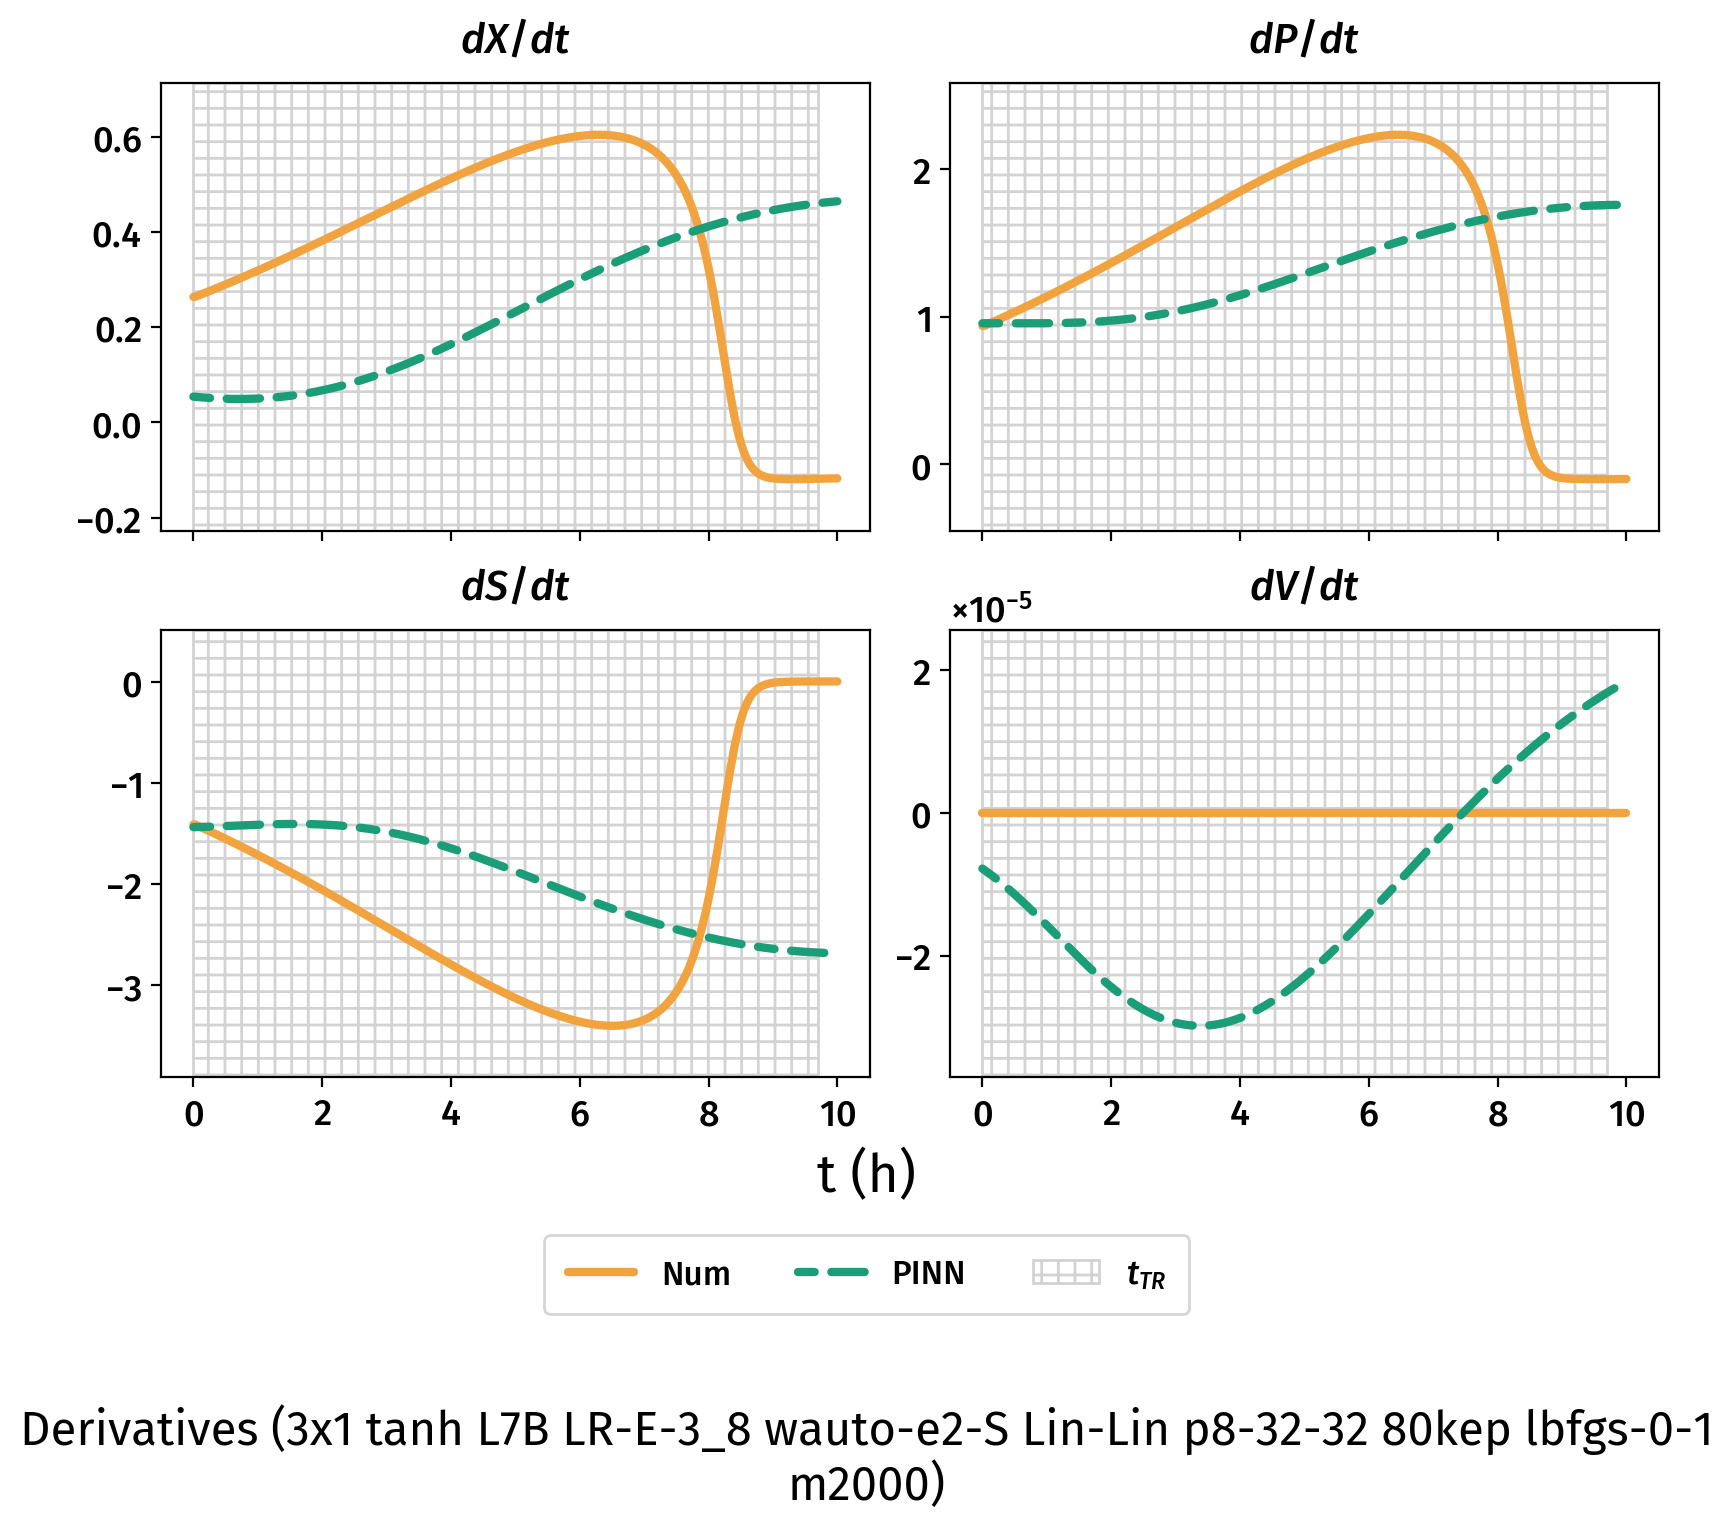 dX/dt
dP/dt
0.6
0.4
0.2
0.0
−0.2
2
1
0
dS/dt
dV/dt
×10⁻⁵
0
−1
−2
−3
2
0
−2
0 2 4 6 8 10
0 2 4 6 8 10
t (h)
Num PINN t_TR
Derivatives (3x1 tanh L7B LR-E-3_8 wauto-e2-S Lin-Lin p8-32-32 80kep lbfgs-0-1
m2000)